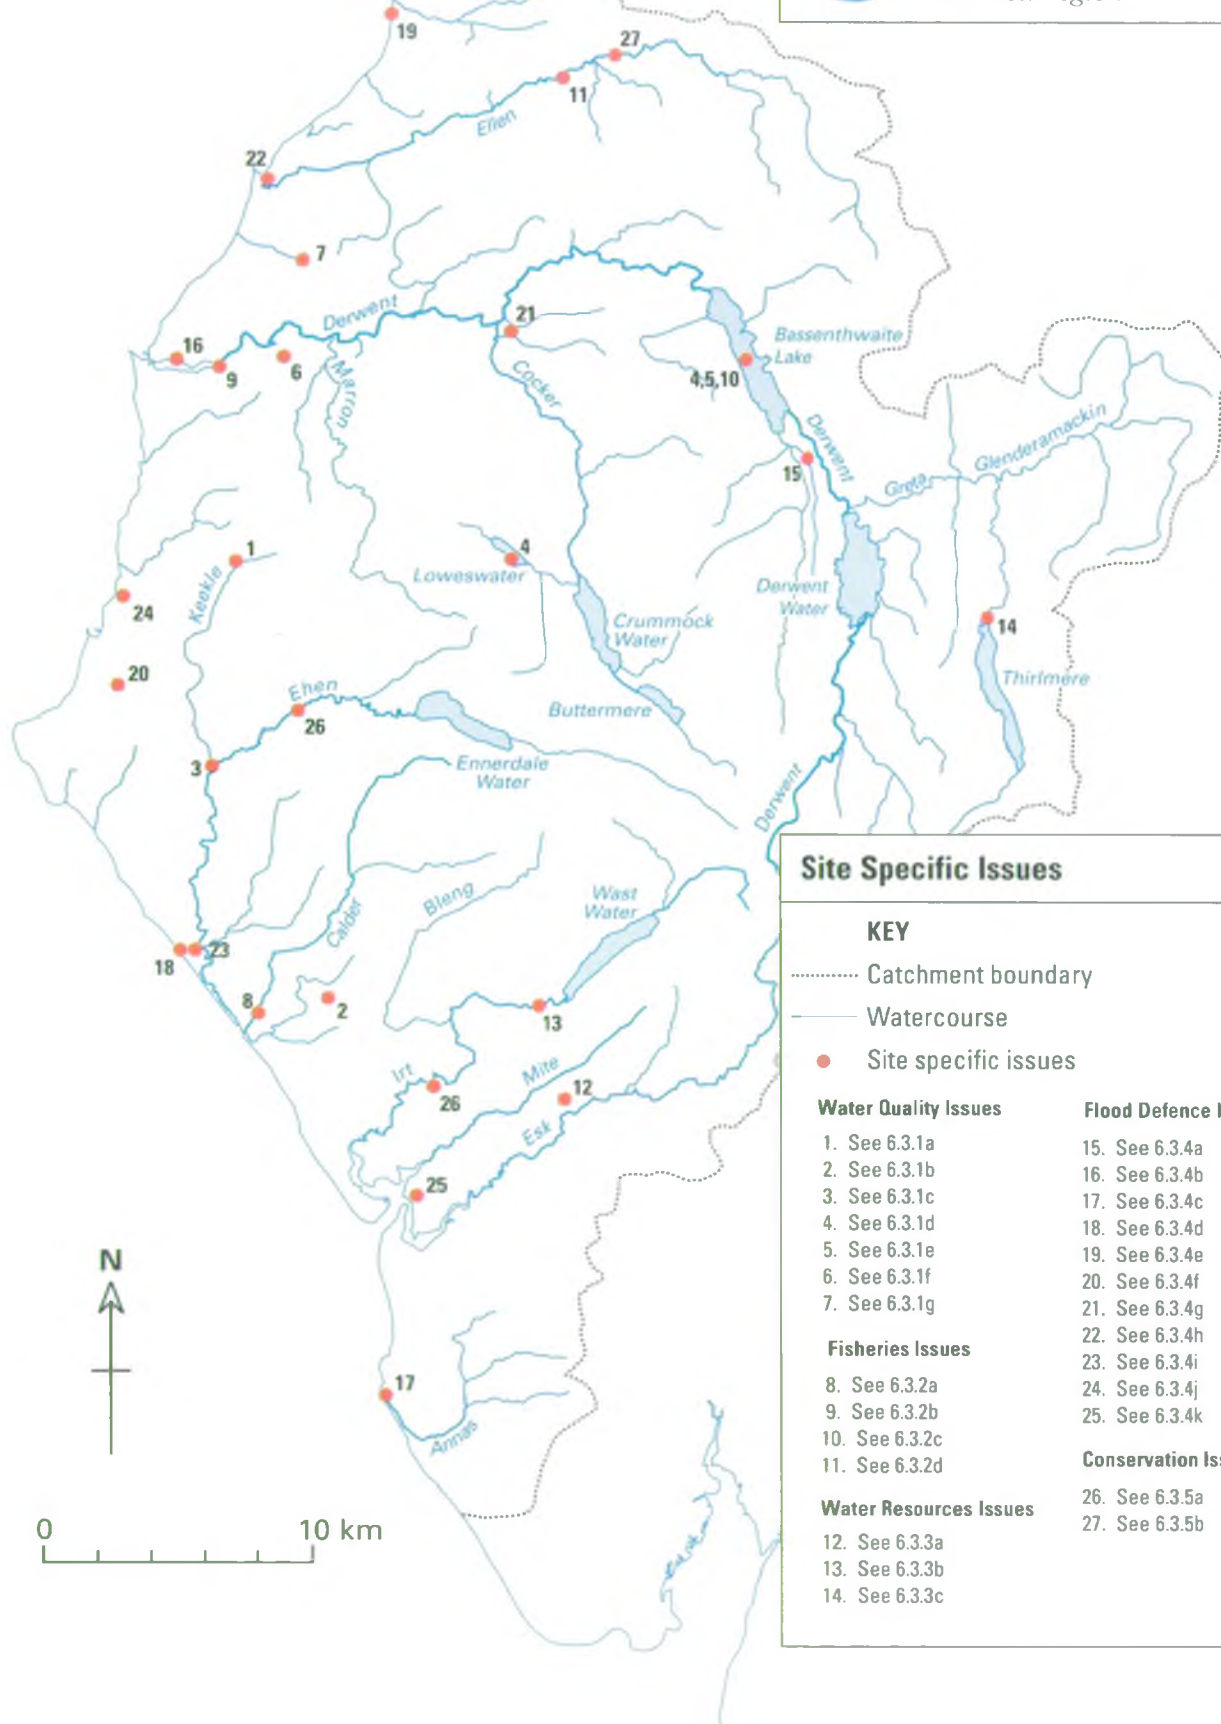 19
27
11
Ellen
22
7
Derwent
21
16
9
6
Marron
Cocker
Bassenthwaite
Lake
4,5,10
Derwent
15
Greta
Glenderamackin
1
4
Loweswater
Keekle
24
Derwent
Water
Crummock
Water
14
20
Thirlmere
Ehen
26
Buttermere
3
Ennerdale
Water
Derwent
Bleng
Wast
Water
Calder
23
18
8
2
13
Irt
26
Mite
12
Esk
25
N
17
Annas
0 10 km
Site Specific Issues
KEY
Catchment boundary
Watercourse
Site specific issues
Water Quality Issues
1. See 6.3.1a
2. See 6.3.1b
3. See 6.3.1c
4. See 6.3.1d
5. See 6.3.1e
6. See 6.3.1f
7. See 6.3.1g
Fisheries Issues
8. See 6.3.2a
9. See 6.3.2b
10. See 6.3.2c
11. See 6.3.2d
Water Resources Issues
12. See 6.3.3a
13. See 6.3.3b
14. See 6.3.3c
Flood Defence
15. See 6.3.4a
16. See 6.3.4b
17. See 6.3.4c
18. See 6.3.4d
19. See 6.3.4e
20. See 6.3.4f
21. See 6.3.4g
22. See 6.3.4h
23. See 6.3.4i
24. See 6.3.4j
25. See 6.3.4k
Conservation
26. See 6.3.5a
27. See 6.3.5b